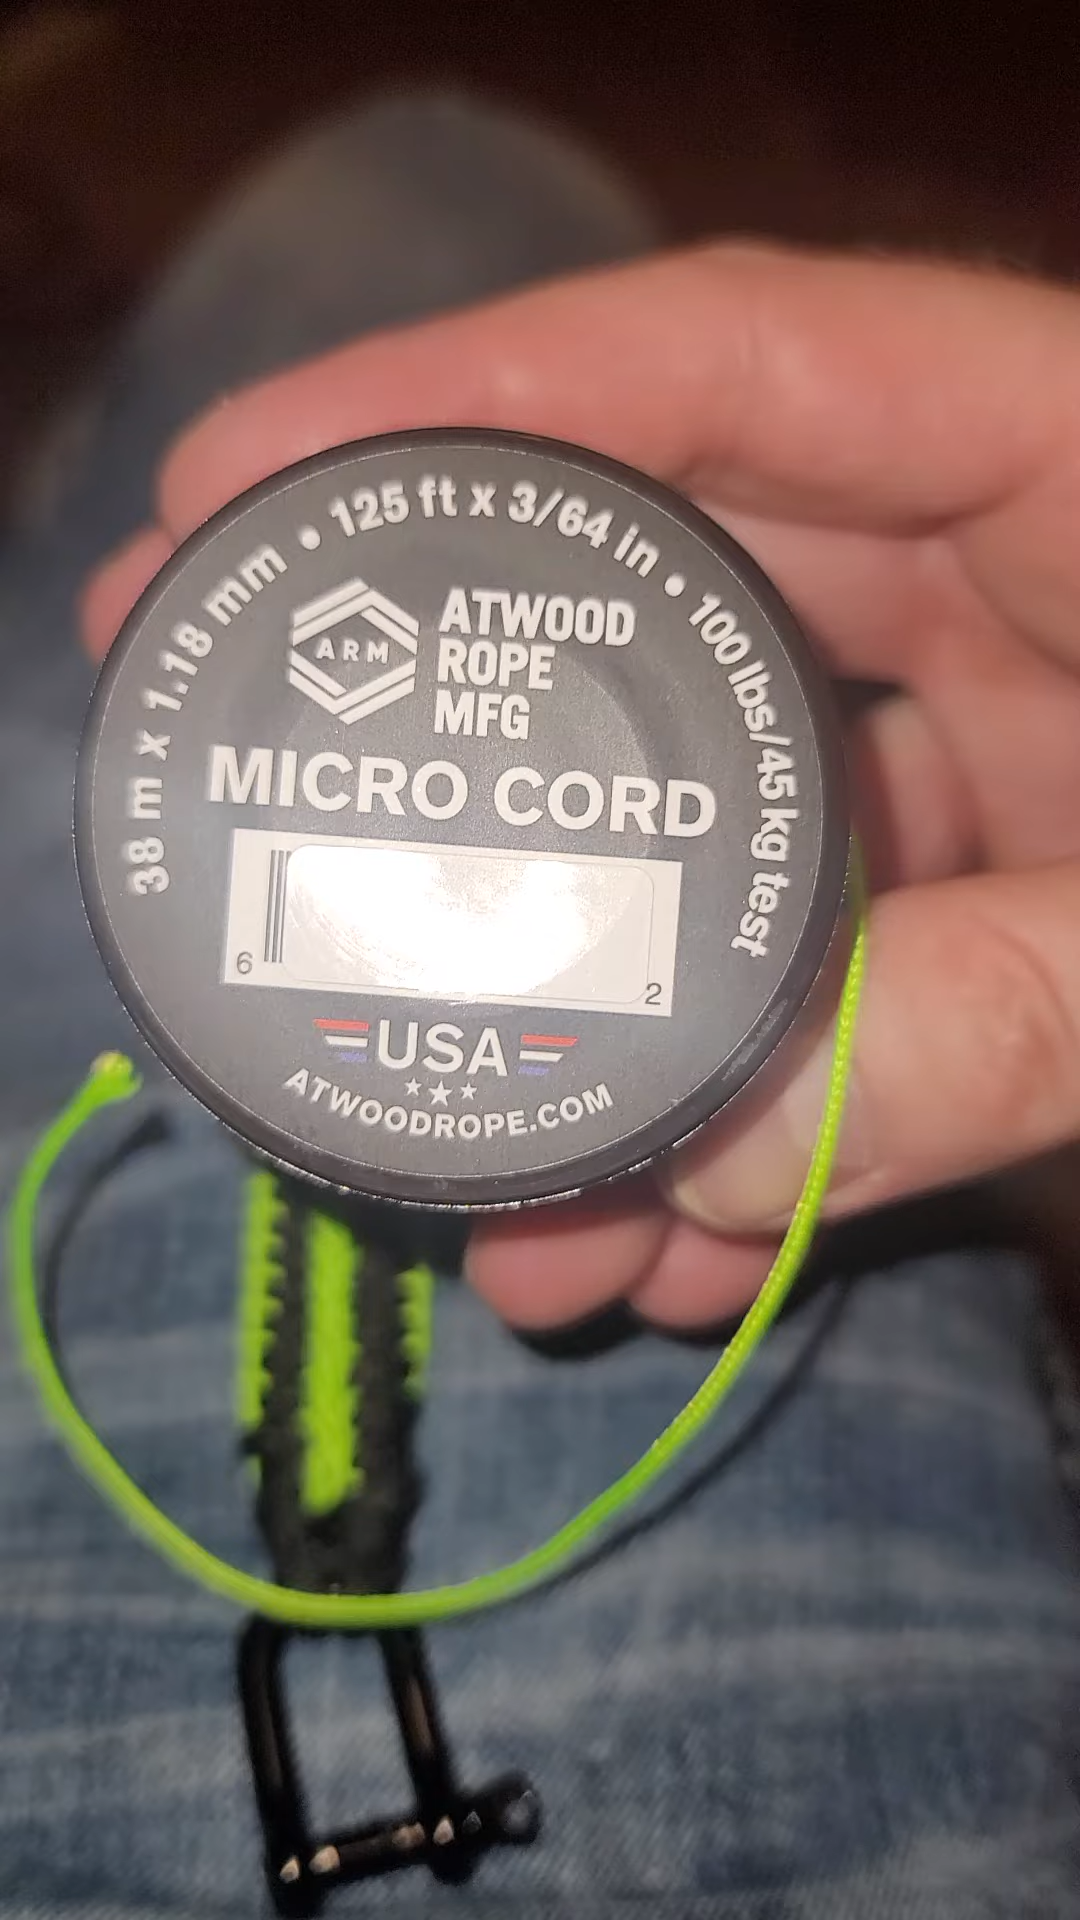 38 m x 1.18 mm • 125 ft x 3/64 in • 100 lbs/45 kg test
ARM
ATWOOD
ROPE
MFG
MICRO CORD
6
2
USA
ATWOODROPE.COM